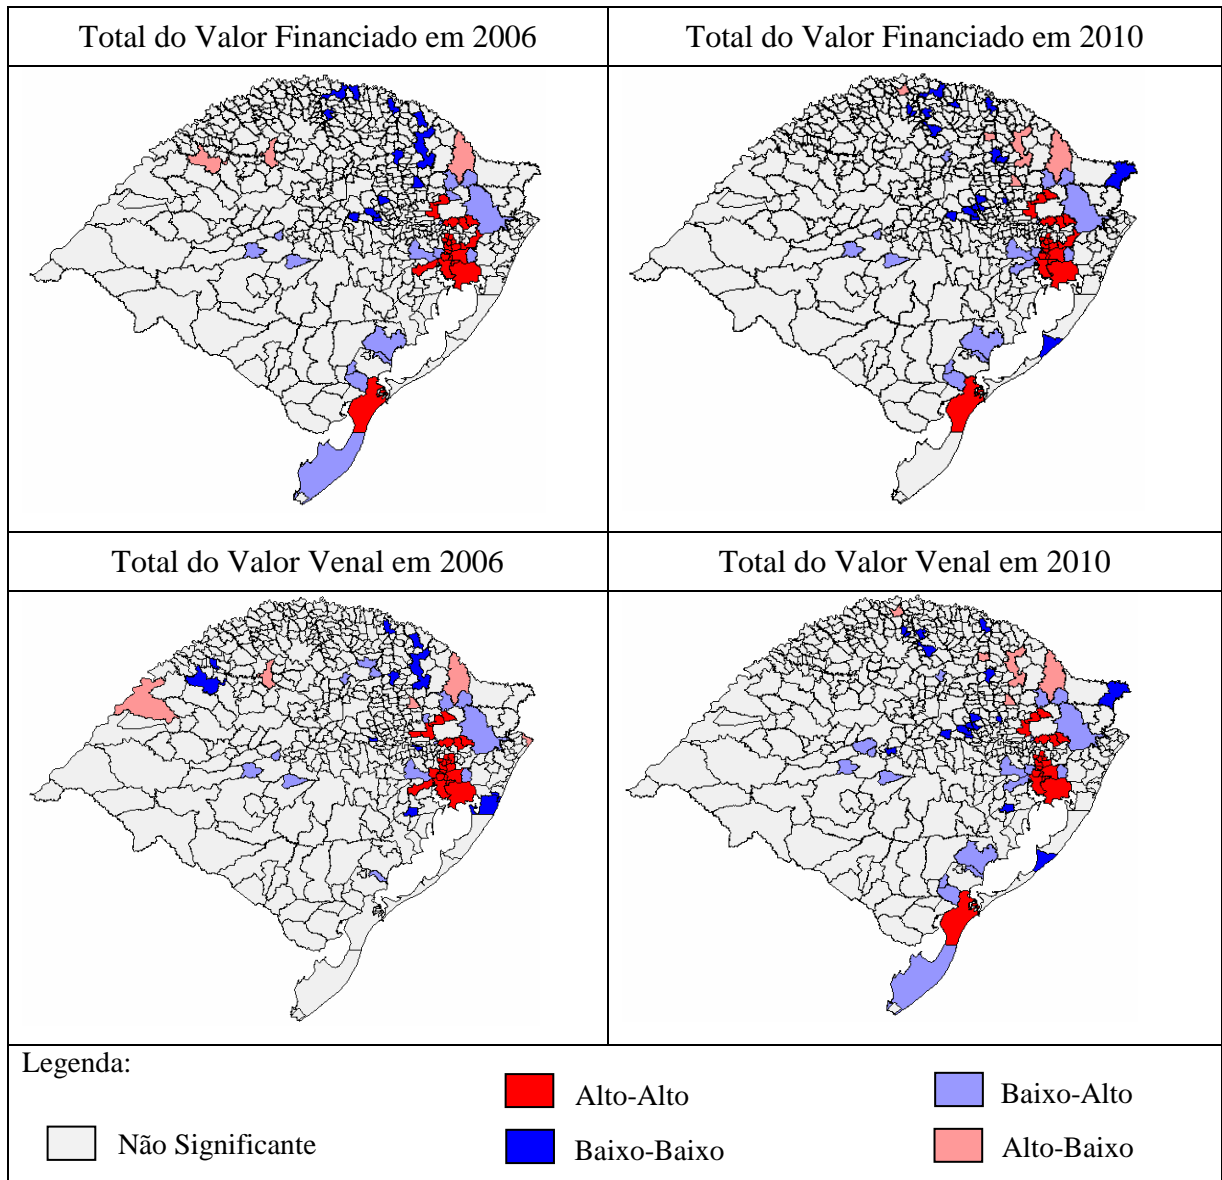 Total do Valor Financiado em 2006
Total do Valor Financiado em 2010
Total do Valor Venal em 2006
Total do Valor Venal em 2010
Legenda:
Não Significante
Alto-Alto
Baixo-Baixo
Baixo-Alto
Alto-Baixo